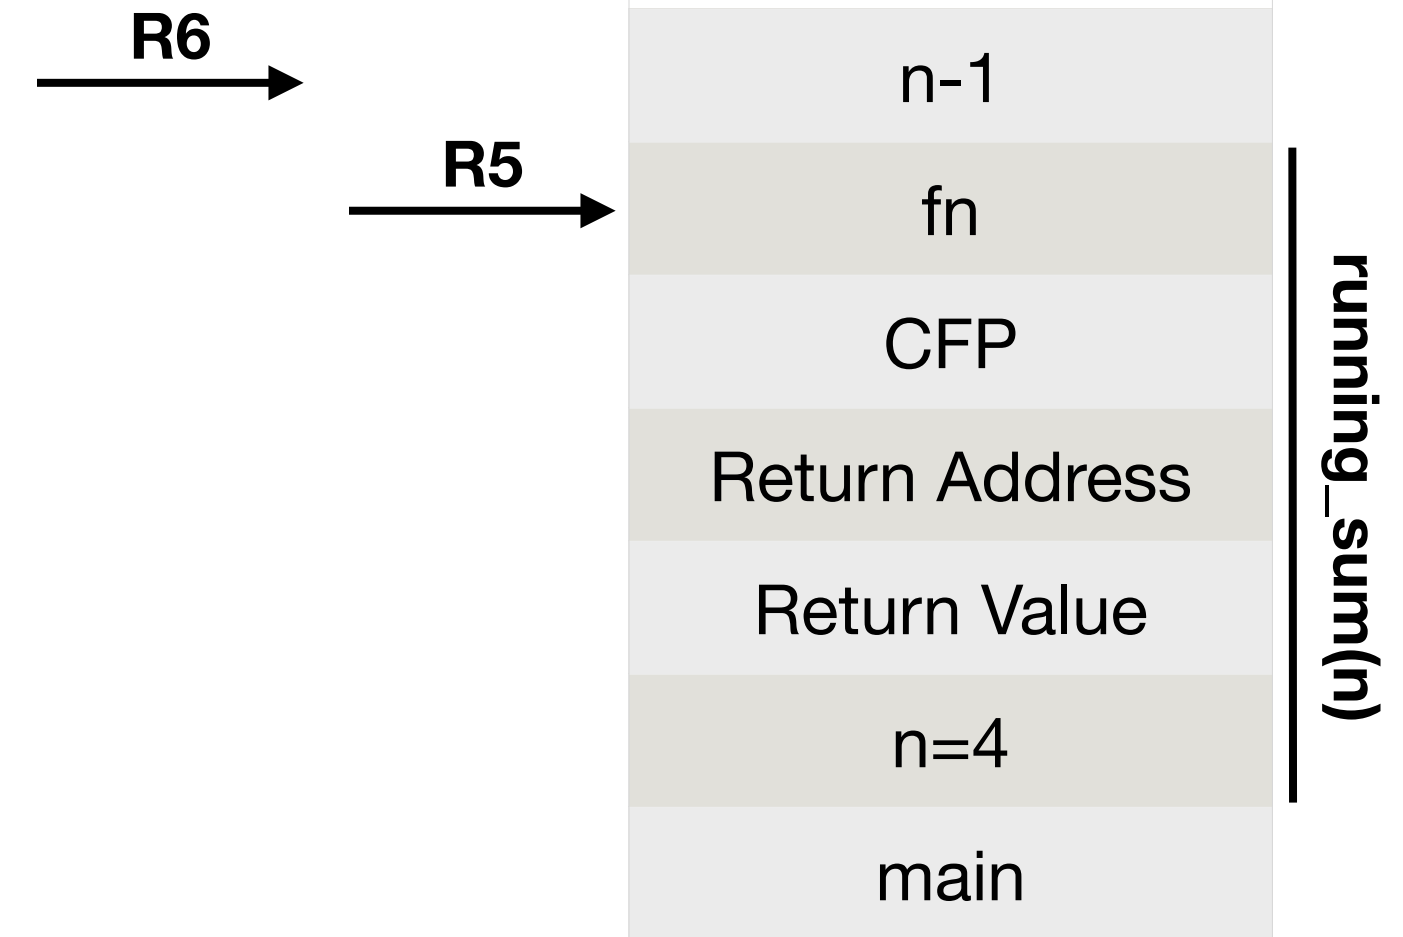 R6
n-1
R5
fn
CFP
Return Address
Return Value
n=4
main
running_sum(n)